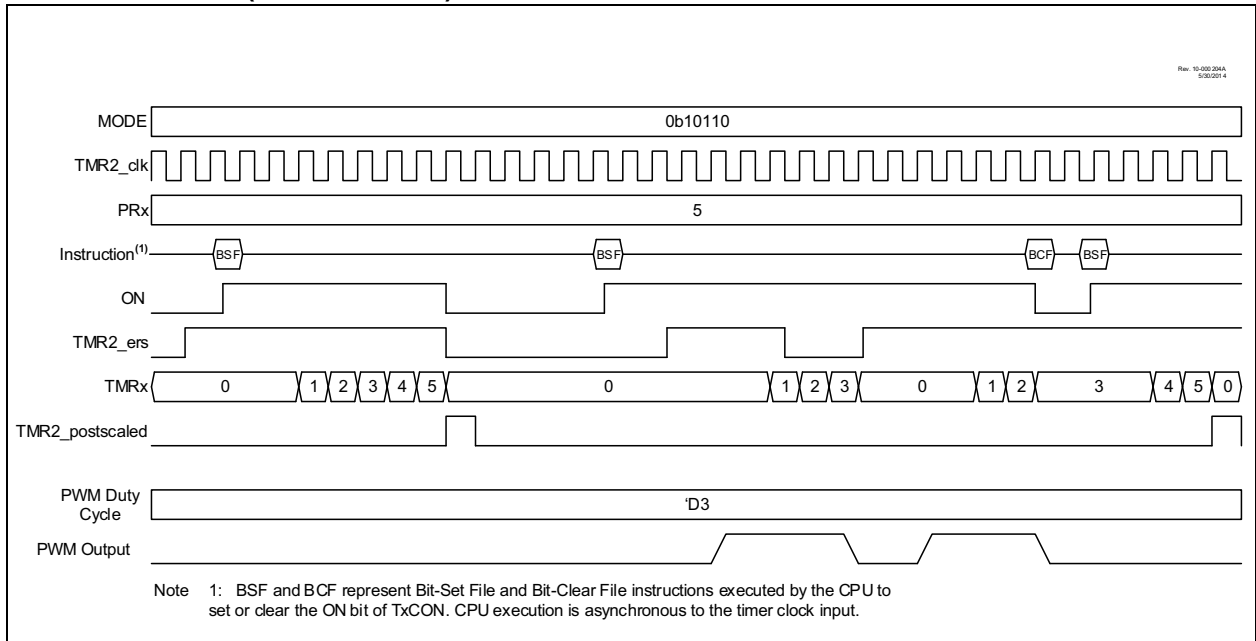 Rev. 10-000 204A
5/30/201 4
MODE 0b10110
TMR2_clk
PRx 5
Instruction(1) BSF BSF BCF BSF
ON
TMR2_ers
TMRx 0 1 2 3 4 5 0 1 2 3 0 1 2 3 4 5 0
TMR2_postscaled
PWM Duty
Cycle
'D3
PWM Output
Note 1: BSF and BCF represent Bit-Set File and Bit-Clear File instructions executed by the CPU to
set or clear the ON bit of TxCON. CPU execution is asynchronous to the timer clock input.